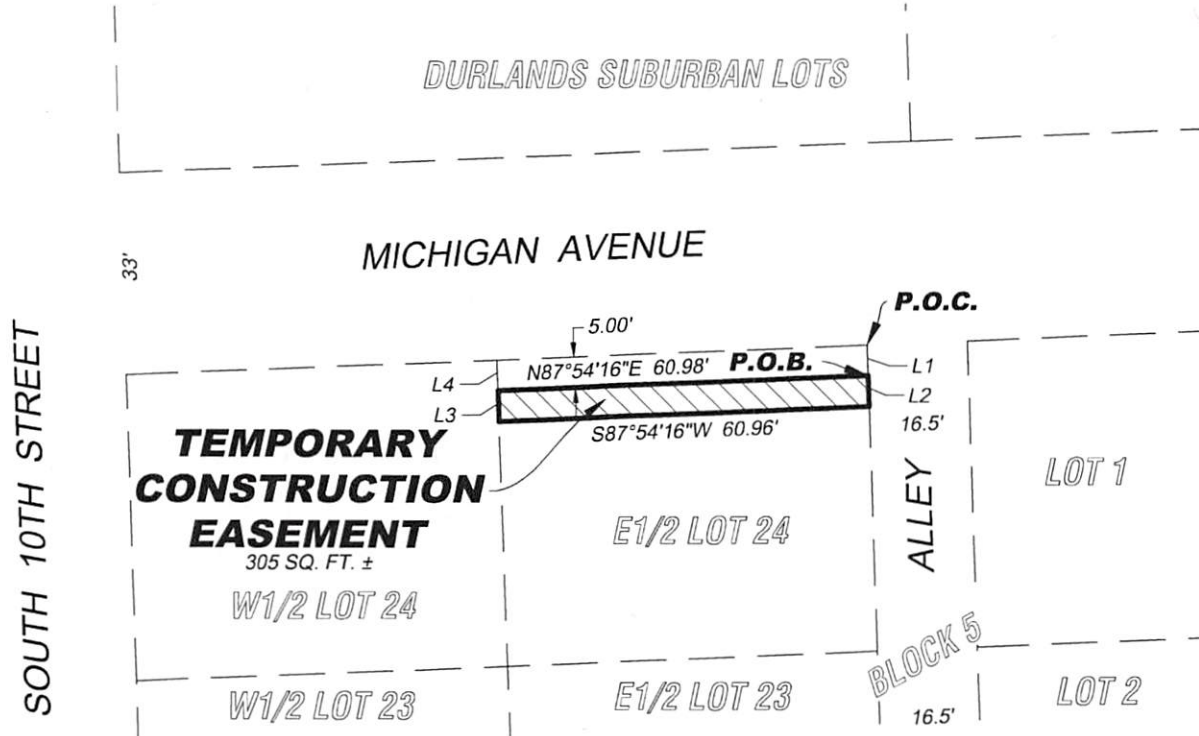 DURLANDS SUBURBAN LOTS
MICHIGAN AVENUE
33'
SOUTH 10TH STREET
P.O.C.
5.00'
N87°54'16"E 60.98'
P.O.B.
L4
L1
L3
L2
S87°54'16"W 60.96'
16.5'
TEMPORARY
CONSTRUCTION
EASEMENT
305 SQ. FT. ±
W1/2 LOT 24
E1/2 LOT 24
ALLEY
LOT 1
BLOCK 5
W1/2 LOT 23
E1/2 LOT 23
16.5'
LOT 2